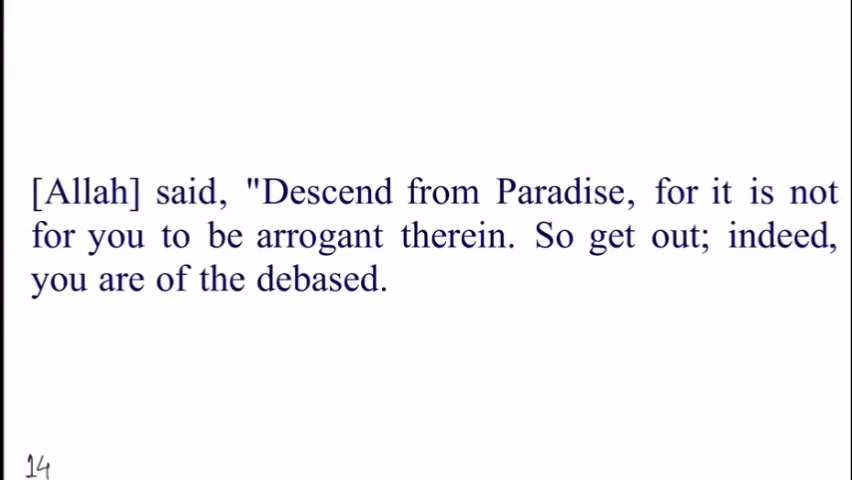 [Allah] said, "Descend from Paradise, for it is not
for you to be arrogant therein. So get out; indeed,
you are of the debased.
14